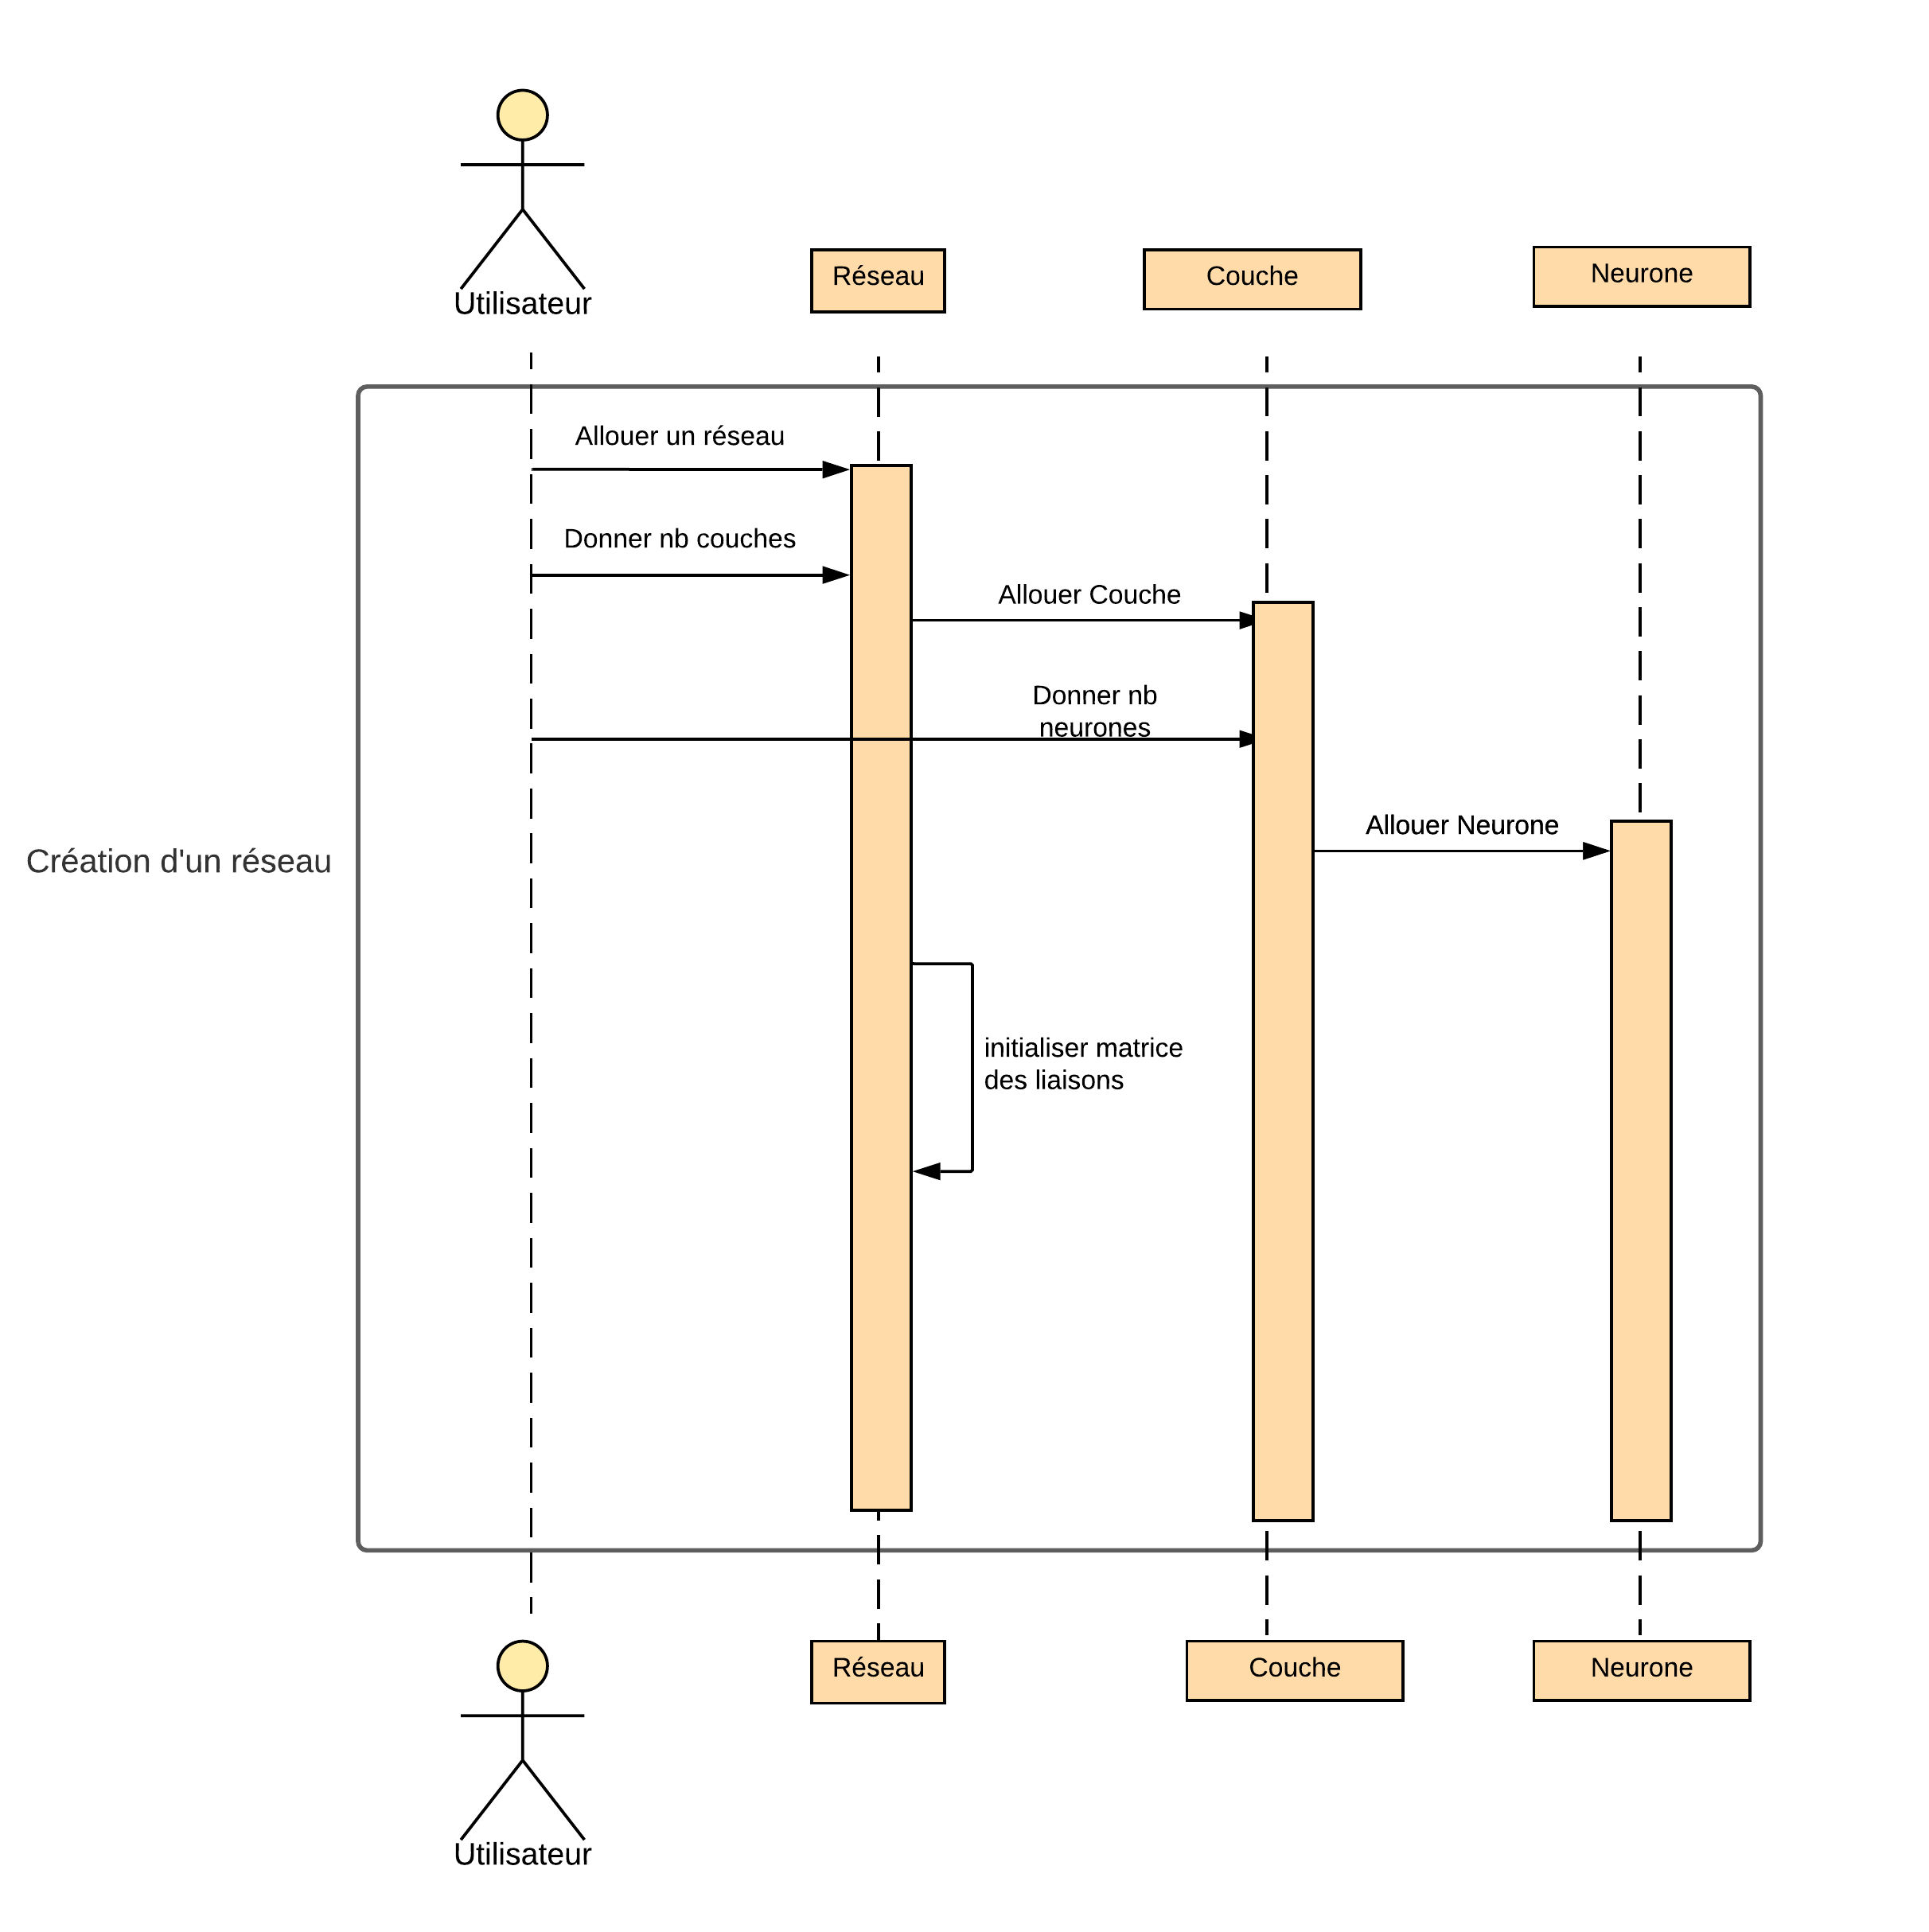 Utilisateur
Réseau
Couche
Neurone
Allouer un réseau
Donner nb couches
Allouer Couche
Donner nb
neurones
Allouer Neurone
Création d'un réseau
initialiser matrice
des liaisons
Réseau
Couche
Neurone
Utilisateur